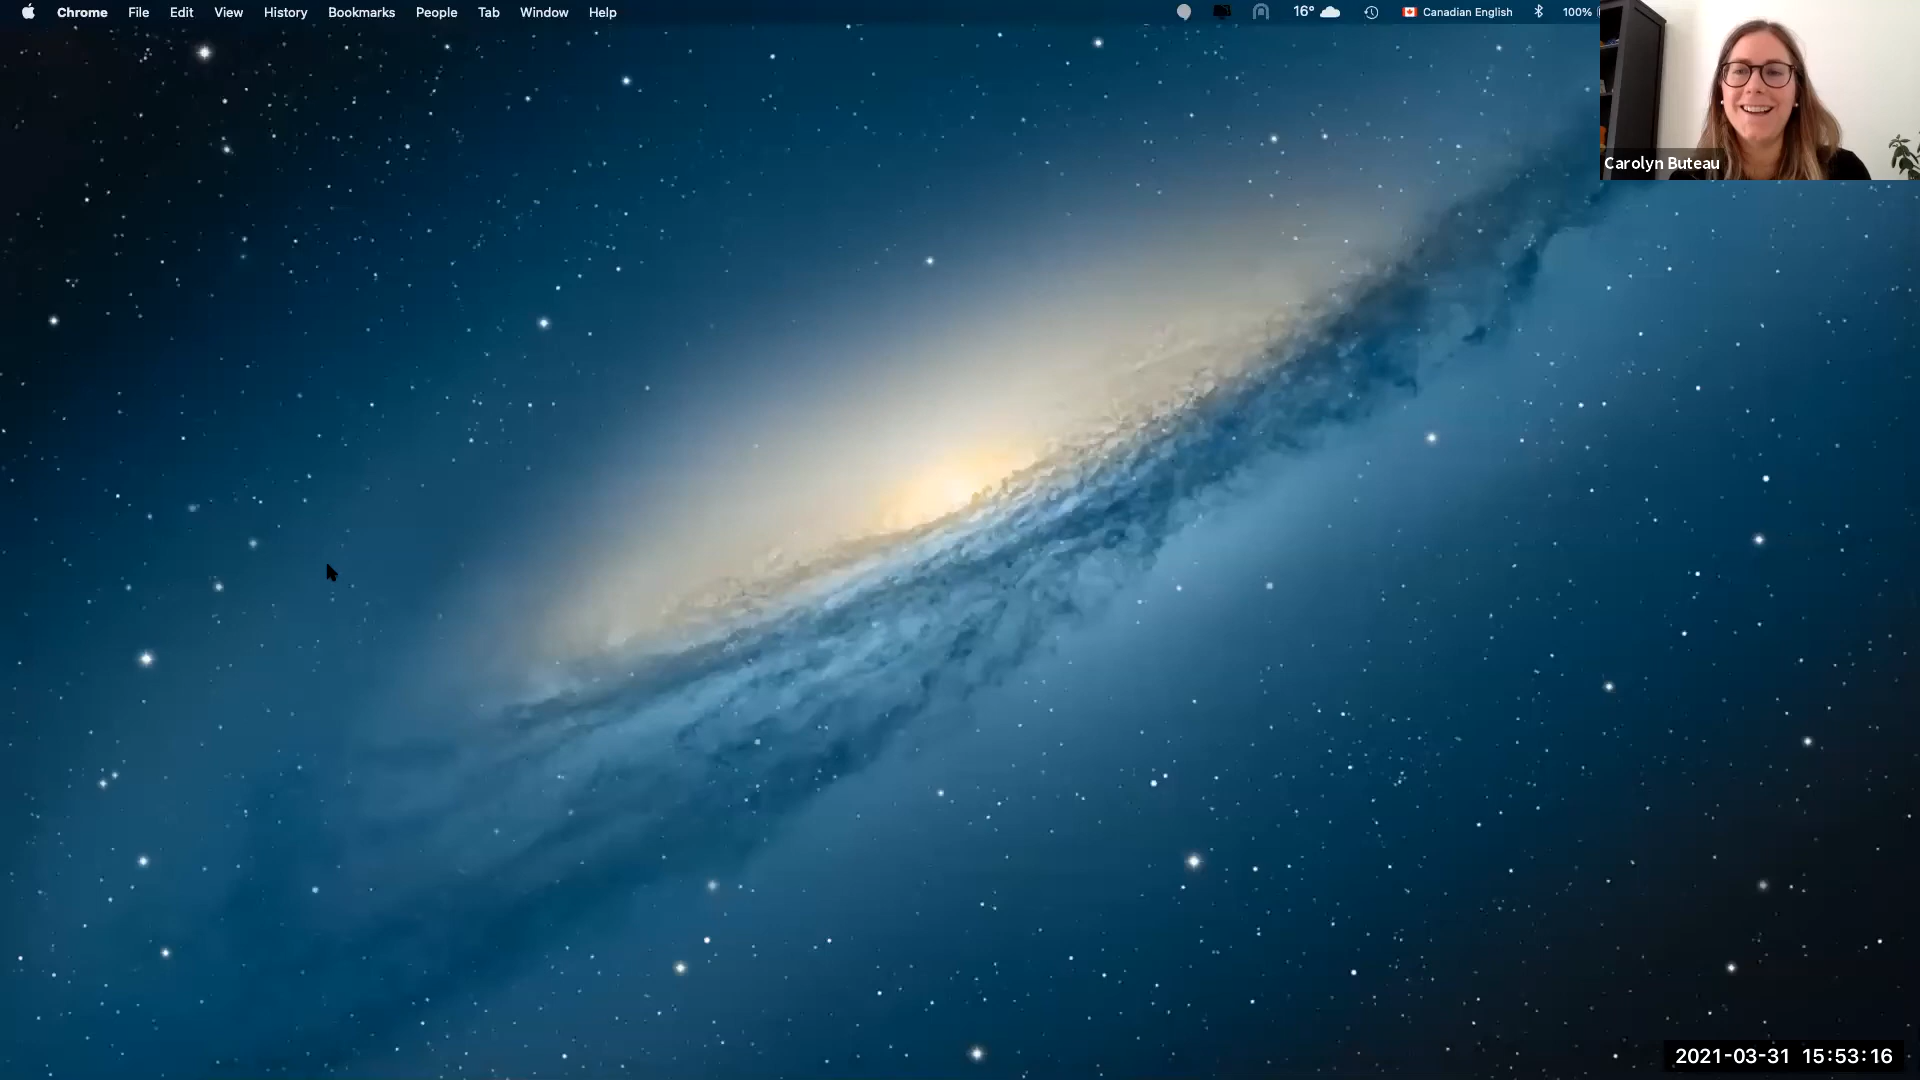 Chrome File Edit View History Bookmarks People Tab Window Help 16° Canadian English 100%
Carolyn Buteau
2021-03-31 15:53:16